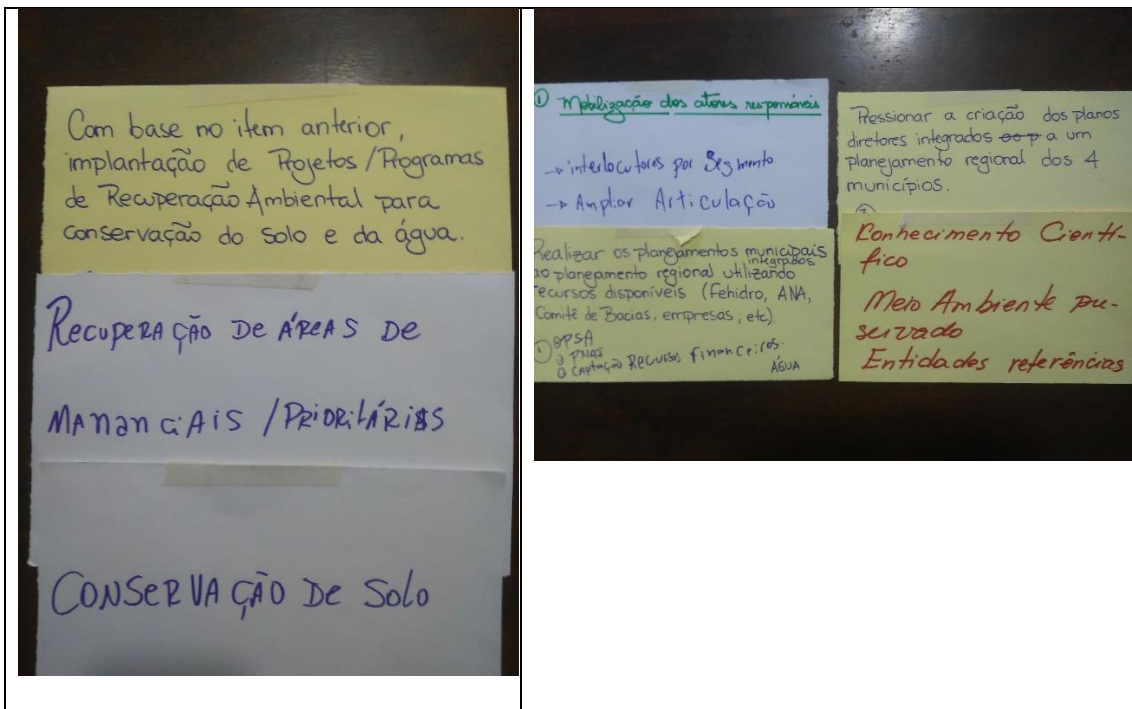 Com base no item anterior,
implantação de Projetos/Programas
de Recuperação Ambiental para
conservação do solo e da água.
RecuperAção De ÁReAs De
MAnanciAis /PRioRitÁRiAs
ConseRvAção De Solo
① Mobilização dos atores responsáveis
→ interlocutores por Segmento
→ Ampliar Articulação
Realizar os planejamentos municipais
integrados
ao planejamento regional utilizando
recursos disponíveis (Fehidro, ANA,
Comitê de Bacias, empresas, etc).
① PSA
CAptação RecuRsos FinAnceiRos.
ÁGUA
Pressionar a criação dos planos
diretores integrados ao p a um
planejamento regional dos 4
municípios.
Conhecimento Cientí-
fico
Meio Ambiente pre-
servado
Entidades referências